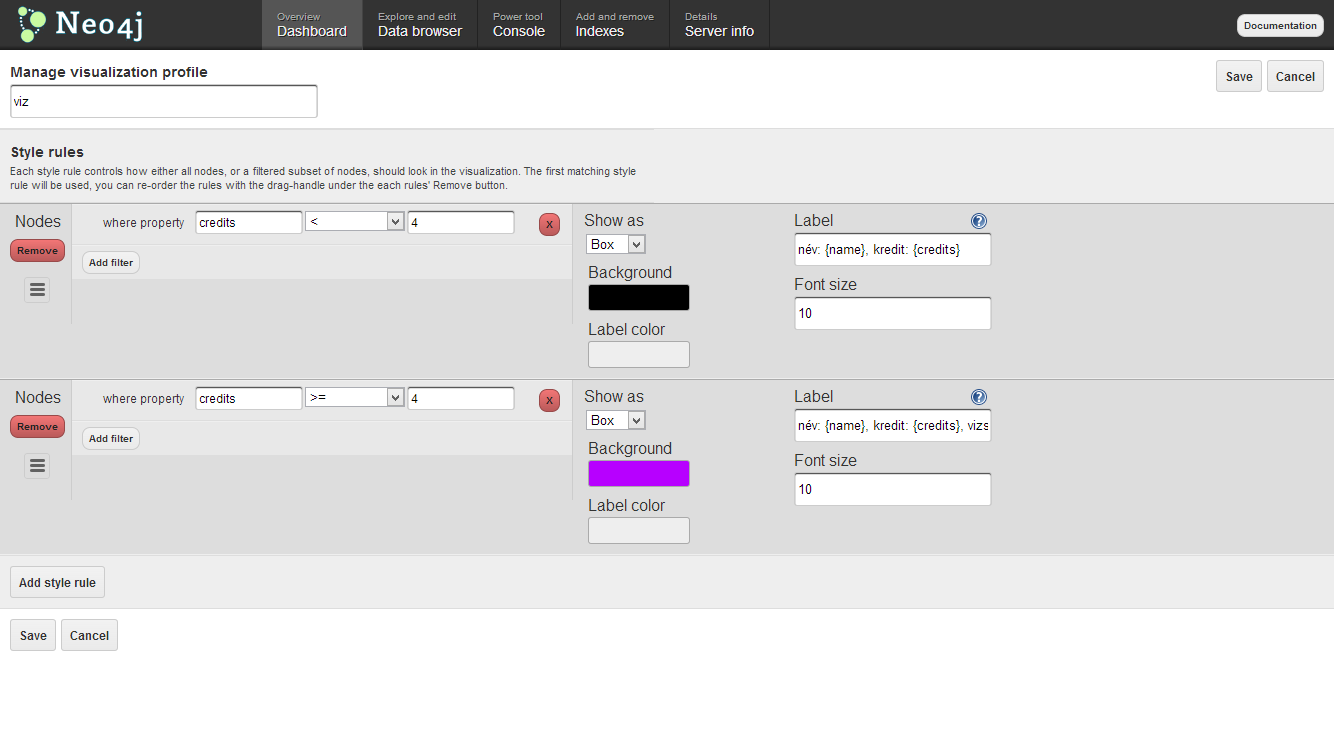 Neo4j
Overview
Dashboard
Explore and edit
Data browser
Power tool
Console
Add and remove
Indexes
Details
Server info
Documentation
Manage visualization profile
Save
Cancel
viz
Style rules
Each style rule controls how either all nodes, or a filtered subset of nodes, should look in the visualization. The first matching style
rule will be used, you can re-order the rules with the drag-handle under the each rules' Remove button.
Nodes
Remove
where property credits < 4 x
Add filter
Show as
Box
Background
Label color
Label ?
név: {name}, kredit: {credits}
Font size
10
Nodes
Remove
where property credits >= 4 x
Add filter
Show as
Box
Background
Label color
Label ?
név: {name}, kredit: {credits}, vizs
Font size
10
Add style rule
Save
Cancel